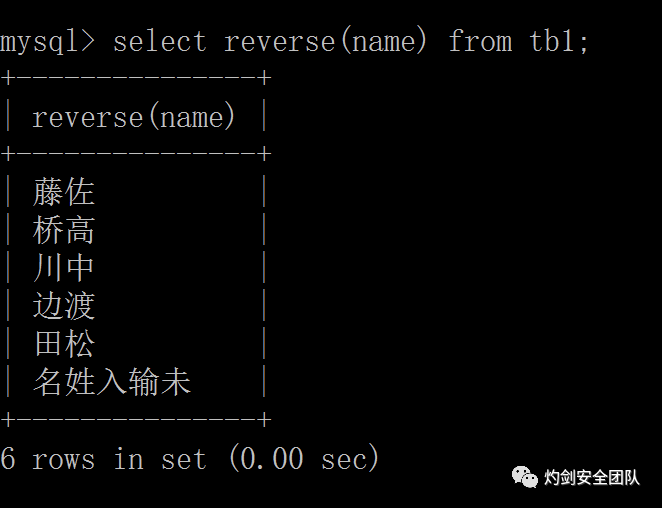 mysql> select reverse(name) from tb1;
+---------------+
| reverse(name) |
+---------------+
| 藤佐          |
| 桥高          |
| 川中          |
| 边渡          |
| 田松          |
| 名姓入输未    |
+---------------+
6 rows in set (0.00 sec)
灼剑安全团队